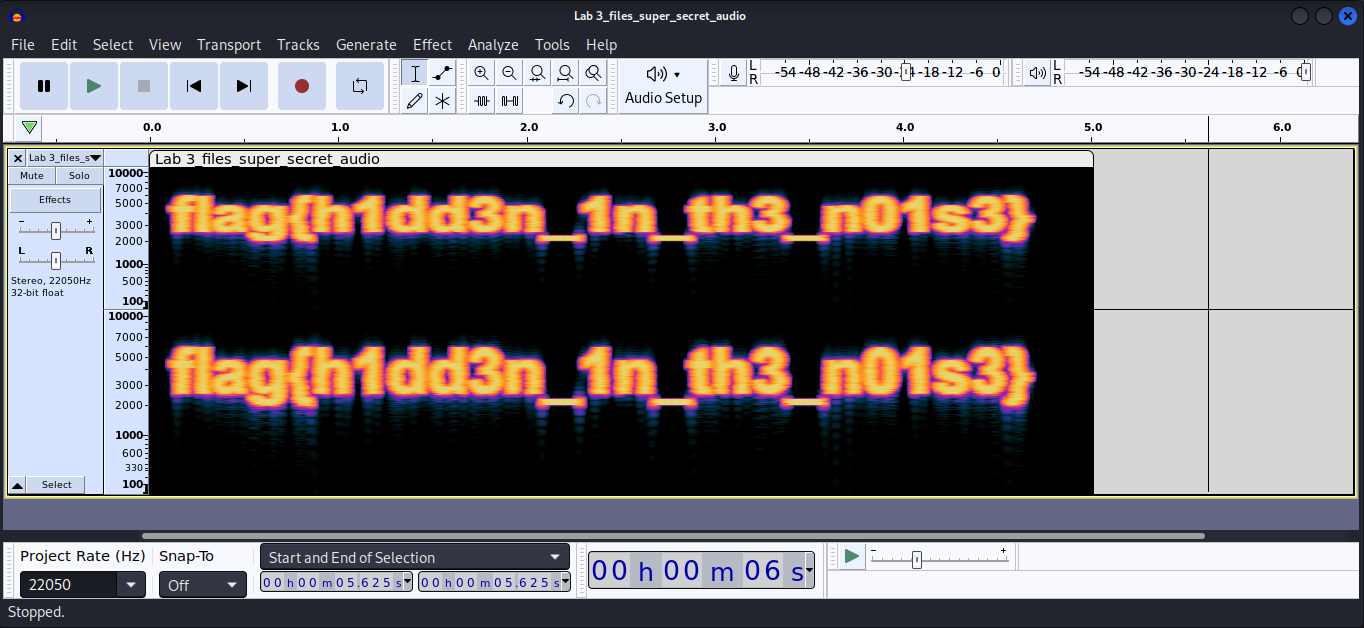 Lab 3_files_super_secret_audio
File Edit Select View Transport Tracks Generate Effect Analyze Tools Help
Audio Setup
L R -54 -48 -42 -36 -30 -18 -12 -6 0
L R -54 -48 -42 -36 -30 -24 -18 -12 -6
0.0 1.0 2.0 3.0 4.0 5.0 6.0
Lab 3_files_s
Mute Solo
Effects
- +
L R
Stereo, 22050Hz
32-bit float
Select
Lab 3_files_super_secret_audio
10000
7000
5000
3000
2000
1000
500
100
flag{h1dd3n_1n_th3_n01s3}
10000
7000
5000
3000
2000
1000
600
330
100
flag{h1dd3n_1n_th3_n01s3}
Project Rate (Hz) Snap-To
22050
Off
Start and End of Selection
00 h 00 m 05.625 s
00 h 00 m 05.625 s
00 h 00 m 06 s
- +
Stopped.